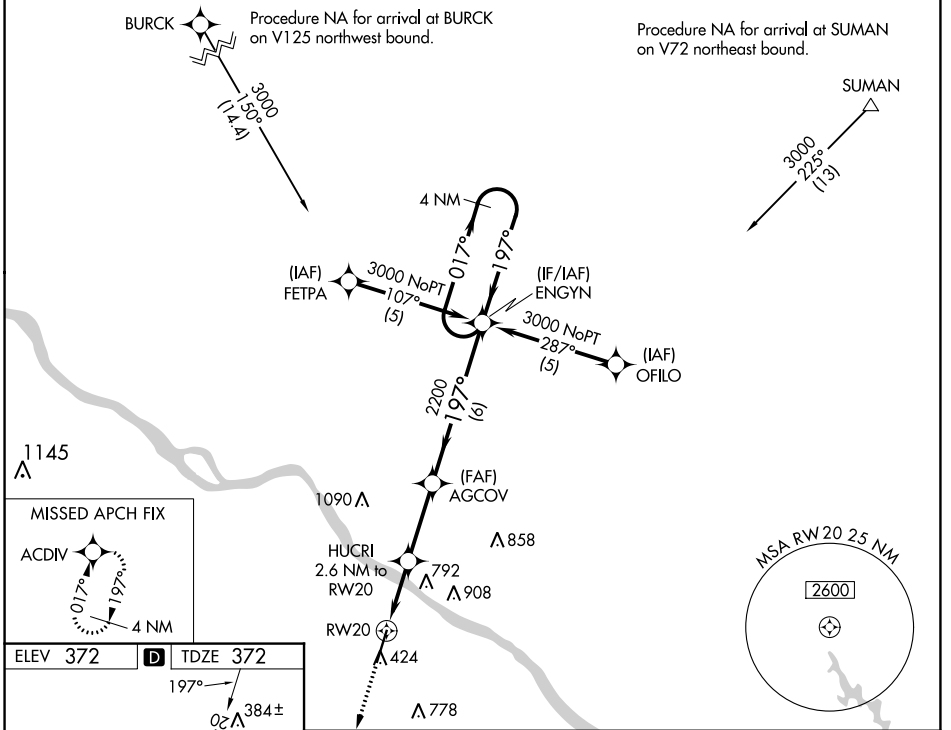 BURCK
Procedure NA for arrival at BURCK
on V125 northwest bound.
Procedure NA for arrival at SUMAN
on V72 northeast bound.
3000
150°
(14.4)
SUMAN
3000
225°
(13)
4 NM
017°
197°
(IAF)
FETPA
3000 NoPT
107°
(5)
(IF/IAF)
ENGYN
3000 NoPT
287°
(5)
(IAF)
OFILO
2200
197°
(6)
1145
(FAF)
AGCOV
1090
858
MISSED APCH FIX
ACDIV
017°
197°
4 NM
HUCRI
2.6 NM to
RW20
792
908
MSA RW20 25 NM
2600
RW20
424
ELEV 372
D
TDZE 372
197°
20
384±
778